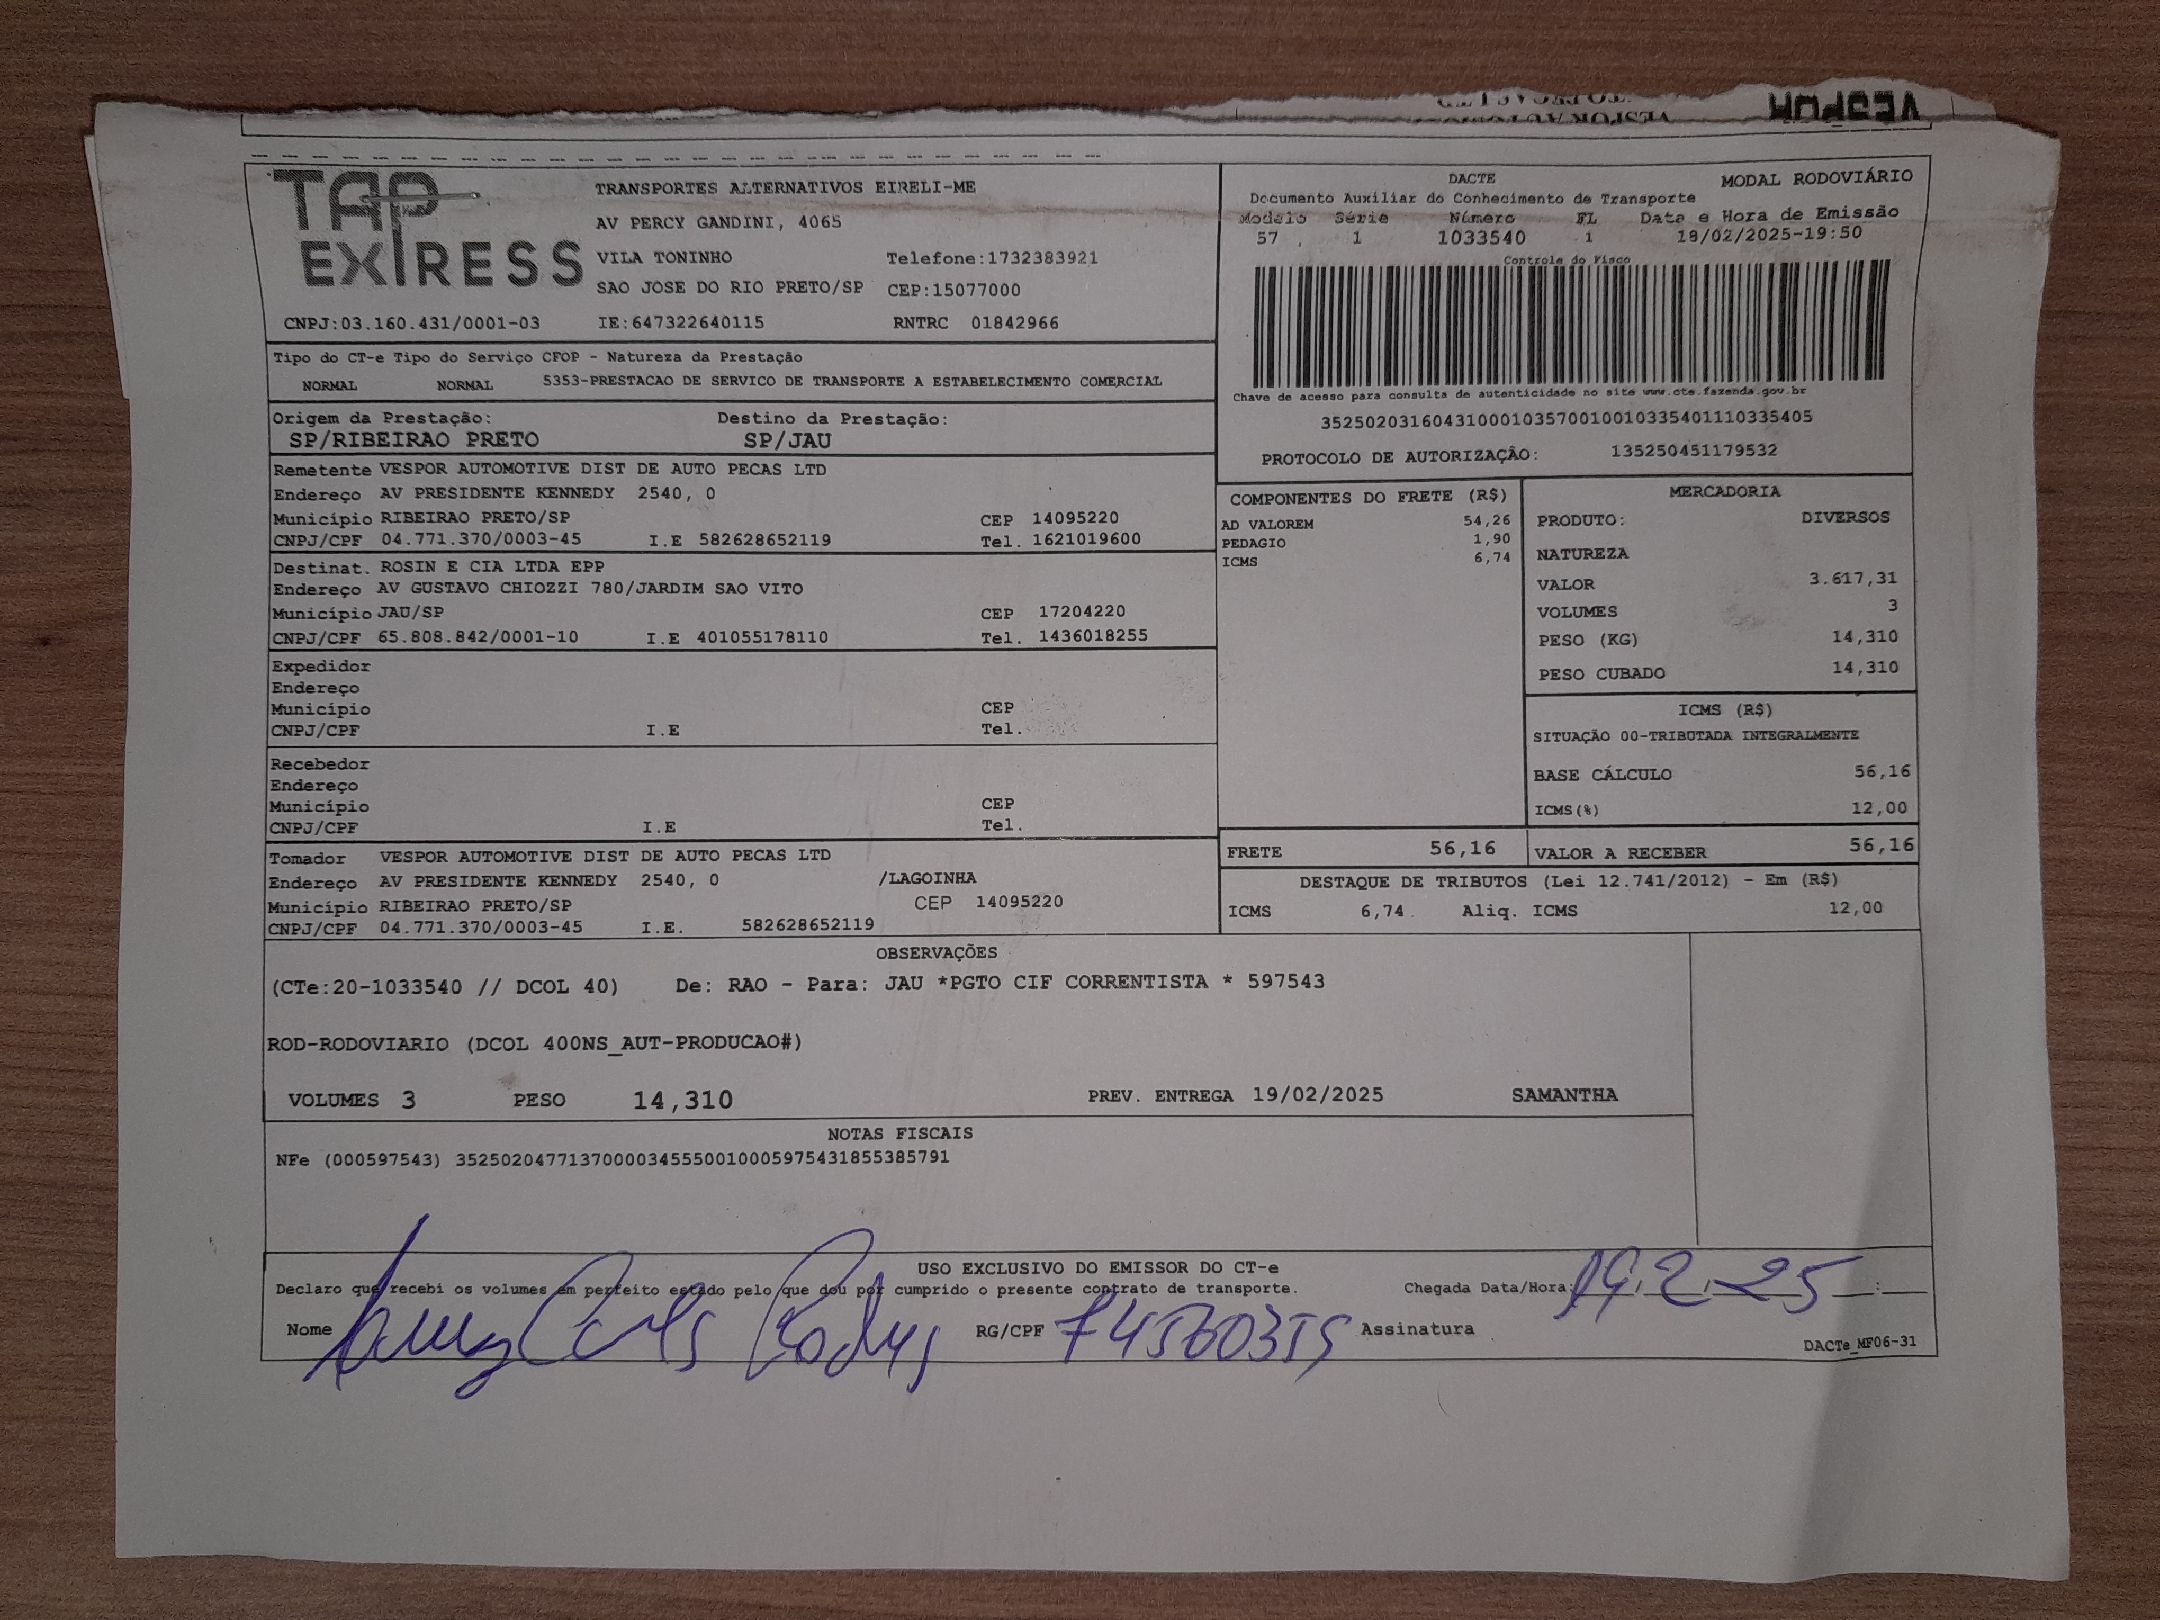 VESPOR
VESPOR AUTOMO
TAP
EXPRESS
TRANSPORTES ALTERNATIVOS EIRELI-ME
AV PERCY GANDINI, 4065
VILA TONINHO Telefone:1732383921
SAO JOSE DO RIO PRETO/SP CEP:15077000
CNPJ:03.160.431/0001-03 IE:647322640115 RNTRC 01842966
DACTE MODAL RODOVIÁRIO
Documento Auxiliar do Conhecimento de Transporte
Modelo Série Número FL Data e Hora de Emissão
57 1 1033540 1 18/02/2025-19:50
Controle do Fisco
Chave de acesso para consulta de autenticidade no site www.cte.fazenda.gov.br
35250203160431000103570010010335401110335405
PROTOCOLO DE AUTORIZAÇÃO: 135250451179532
Tipo do CT-e Tipo do Serviço CFOP - Natureza da Prestação
NORMAL NORMAL 5353-PRESTACAO DE SERVICO DE TRANSPORTE A ESTABELECIMENTO COMERCIAL
Origem da Prestação: Destino da Prestação:
SP/RIBEIRAO PRETO SP/JAU
Remetente VESPOR AUTOMOTIVE DIST DE AUTO PECAS LTD
Endereço AV PRESIDENTE KENNEDY 2540, 0
Município RIBEIRAO PRETO/SP CEP 14095220
CNPJ/CPF 04.771.370/0003-45 I.E 582628652119 Tel. 1621019600
Destinat. ROSIN E CIA LTDA EPP
Endereço AV GUSTAVO CHIOZZI 780/JARDIM SAO VITO
Município JAU/SP CEP 17204220
CNPJ/CPF 65.808.842/0001-10 I.E 401055178110 Tel. 1436018255
Expedidor
Endereço
Município CEP
CNPJ/CPF I.E Tel.
Recebedor
Endereço
Município CEP
CNPJ/CPF I.E Tel.
Tomador VESPOR AUTOMOTIVE DIST DE AUTO PECAS LTD
Endereço AV PRESIDENTE KENNEDY 2540, 0 /LAGOINHA
Município RIBEIRAO PRETO/SP CEP 14095220
CNPJ/CPF 04.771.370/0003-45 I.E. 582628652119
COMPONENTES DO FRETE (R$)
AD VALOREM 54,26
PEDAGIO 1,90
ICMS 6,74
MERCADORIA
PRODUTO: DIVERSOS
NATUREZA
VALOR 3.617,31
VOLUMES 3
PESO (KG) 14,310
PESO CUBADO 14,310
ICMS (R$)
SITUAÇÃO 00-TRIBUTADA INTEGRALMENTE
BASE CÁLCULO 56,16
ICMS(%) 12,00
FRETE 56,16 VALOR A RECEBER 56,16
DESTAQUE DE TRIBUTOS (Lei 12.741/2012) - Em (R$)
ICMS 6,74 Aliq. ICMS 12,00
OBSERVAÇÕES
(CTe:20-1033540 // DCOL 40) De: RAO - Para: JAU *PGTO CIF CORRENTISTA * 597543
ROD-RODOVIARIO (DCOL 400NS_AUT-PRODUCAO#)
VOLUMES 3 PESO 14,310 PREV. ENTREGA 19/02/2025 SAMANTHA
NOTAS FISCAIS
NFe (000597543) 35250204771370000345550010005975431855385791
USO EXCLUSIVO DO EMISSOR DO CT-e
Declaro que recebi os volumes em perfeito estado pelo que dou por cumprido o presente contrato de transporte. Chegada Data/Hora: 19/2/25 :
Nome RG/CPF Assinatura
DACTe_MF06-31